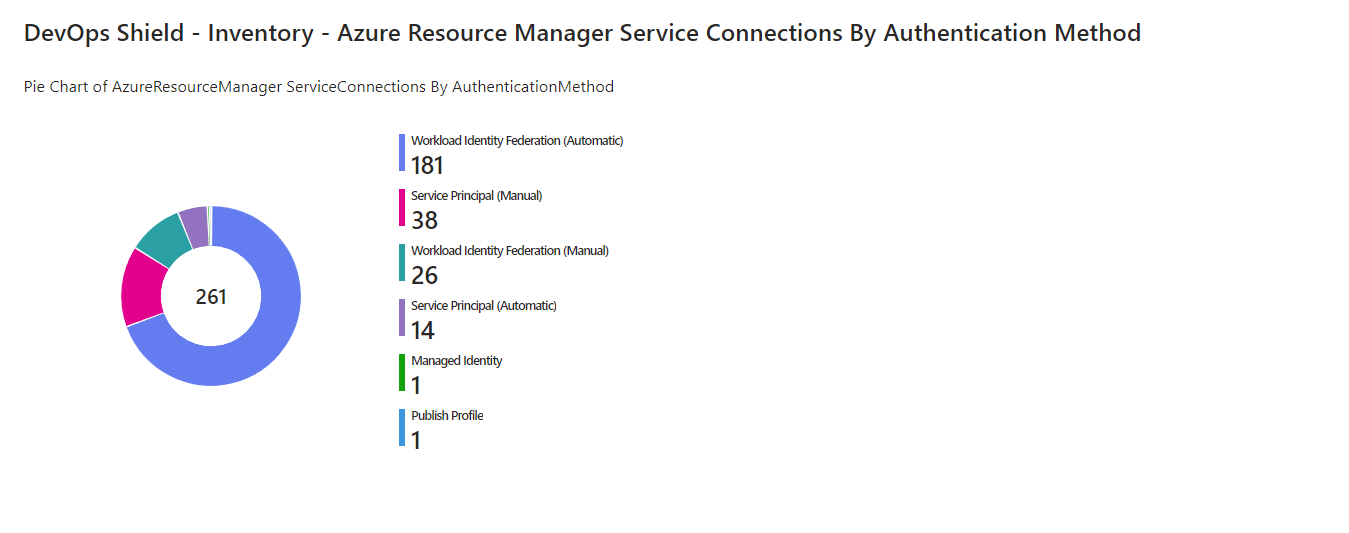 DevOps Shield - Inventory - Azure Resource Manager Service Connections By Authentication Method
Pie Chart of AzureResourceManager ServiceConnections By AuthenticationMethod
Workload Identity Federation (Automatic)
181
Service Principal (Manual)
38
Workload Identity Federation (Manual)
26
Service Principal (Automatic)
14
Managed Identity
1
Publish Profile
1
261